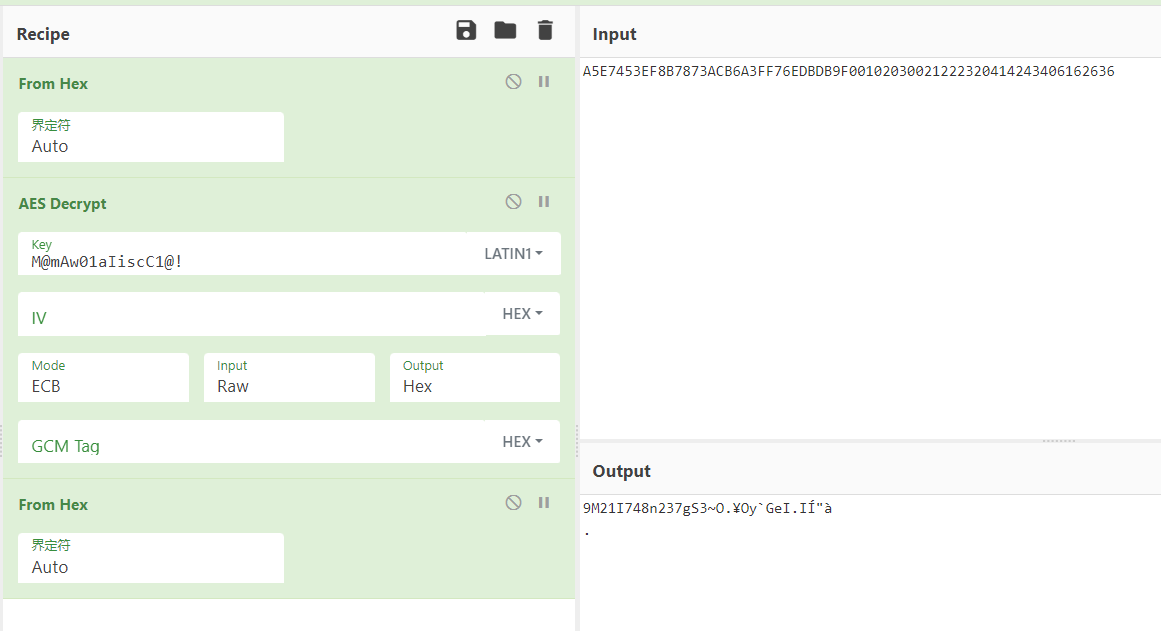 Recipe
From Hex
界定符
Auto
AES Decrypt
Key
M@mAw01aIiscC1@!
LATIN1
IV
HEX
Mode
ECB
Input
Raw
Output
Hex
GCM Tag
HEX
From Hex
界定符
Auto
Input
A5E7453EF8B7873ACB6A3FF76EDBDB9F00102030021222320414243406162636
Output
9M21I748n237gS3~O.¥Oy`GeI.IÍ"à
.